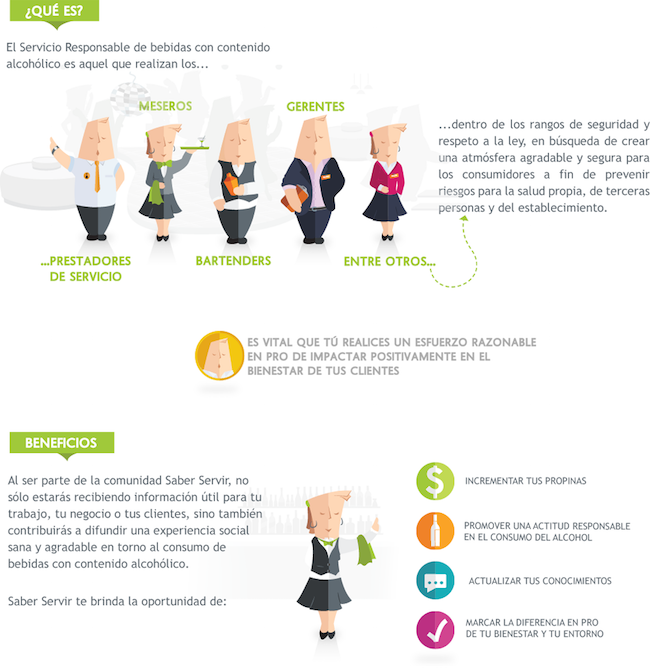 ¿QUÉ ES?
El Servicio Responsable de bebidas con contenido
alcohólico es aquel que realizan los...
MESEROS
GERENTES
...PRESTADORES
DE SERVICIO
BARTENDERS
ENTRE OTROS...
...dentro de los rangos de seguridad y
respeto a la ley, en búsqueda de crear
una atmósfera agradable y segura para
los consumidores a fin de prevenir
riesgos para la salud propia, de terceras
personas y del establecimiento.
ES VITAL QUE TÚ REALICES UN ESFUERZO RAZONABLE
EN PRO DE IMPACTAR POSITIVAMENTE EN EL
BIENESTAR DE TUS CLIENTES
BENEFICIOS
Al ser parte de la comunidad Saber Servir, no
sólo estarás recibiendo información útil para tu
trabajo, tu negocio o tus clientes, sino también
contribuirás a difundir una experiencia social
sana y agradable en torno al consumo de
bebidas con contenido alcohólico.
Saber Servir te brinda la oportunidad de:
$
INCREMENTAR TUS PROPINAS
PROMOVER UNA ACTITUD RESPONSABLE
EN EL CONSUMO DEL ALCOHOL
ACTUALIZAR TUS CONOCIMIENTOS
MARCAR LA DIFERENCIA EN PRO
DE TU BIENESTAR Y TU ENTORNO